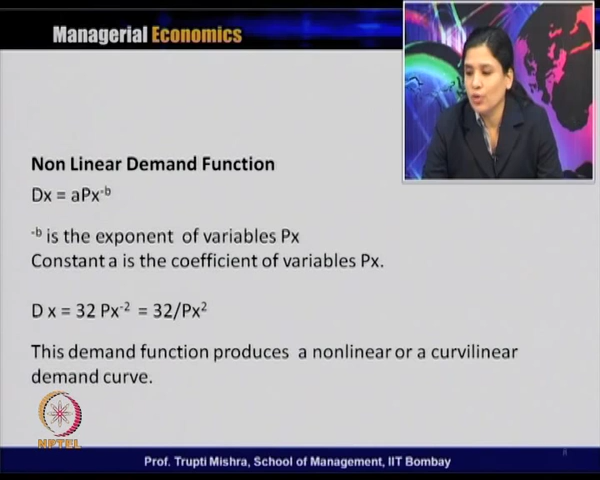 Managerial Economics
Non Linear Demand Function
Dx = aPx⁻ᵇ
⁻ᵇ is the exponent of variables Px
Constant a is the coefficient of variables Px.
D x = 32 Px⁻² = 32/Px²
This demand function produces a nonlinear or a curvilinear
demand curve.
NPTEL
Prof. Trupti Mishra, School of Management, IIT Bombay